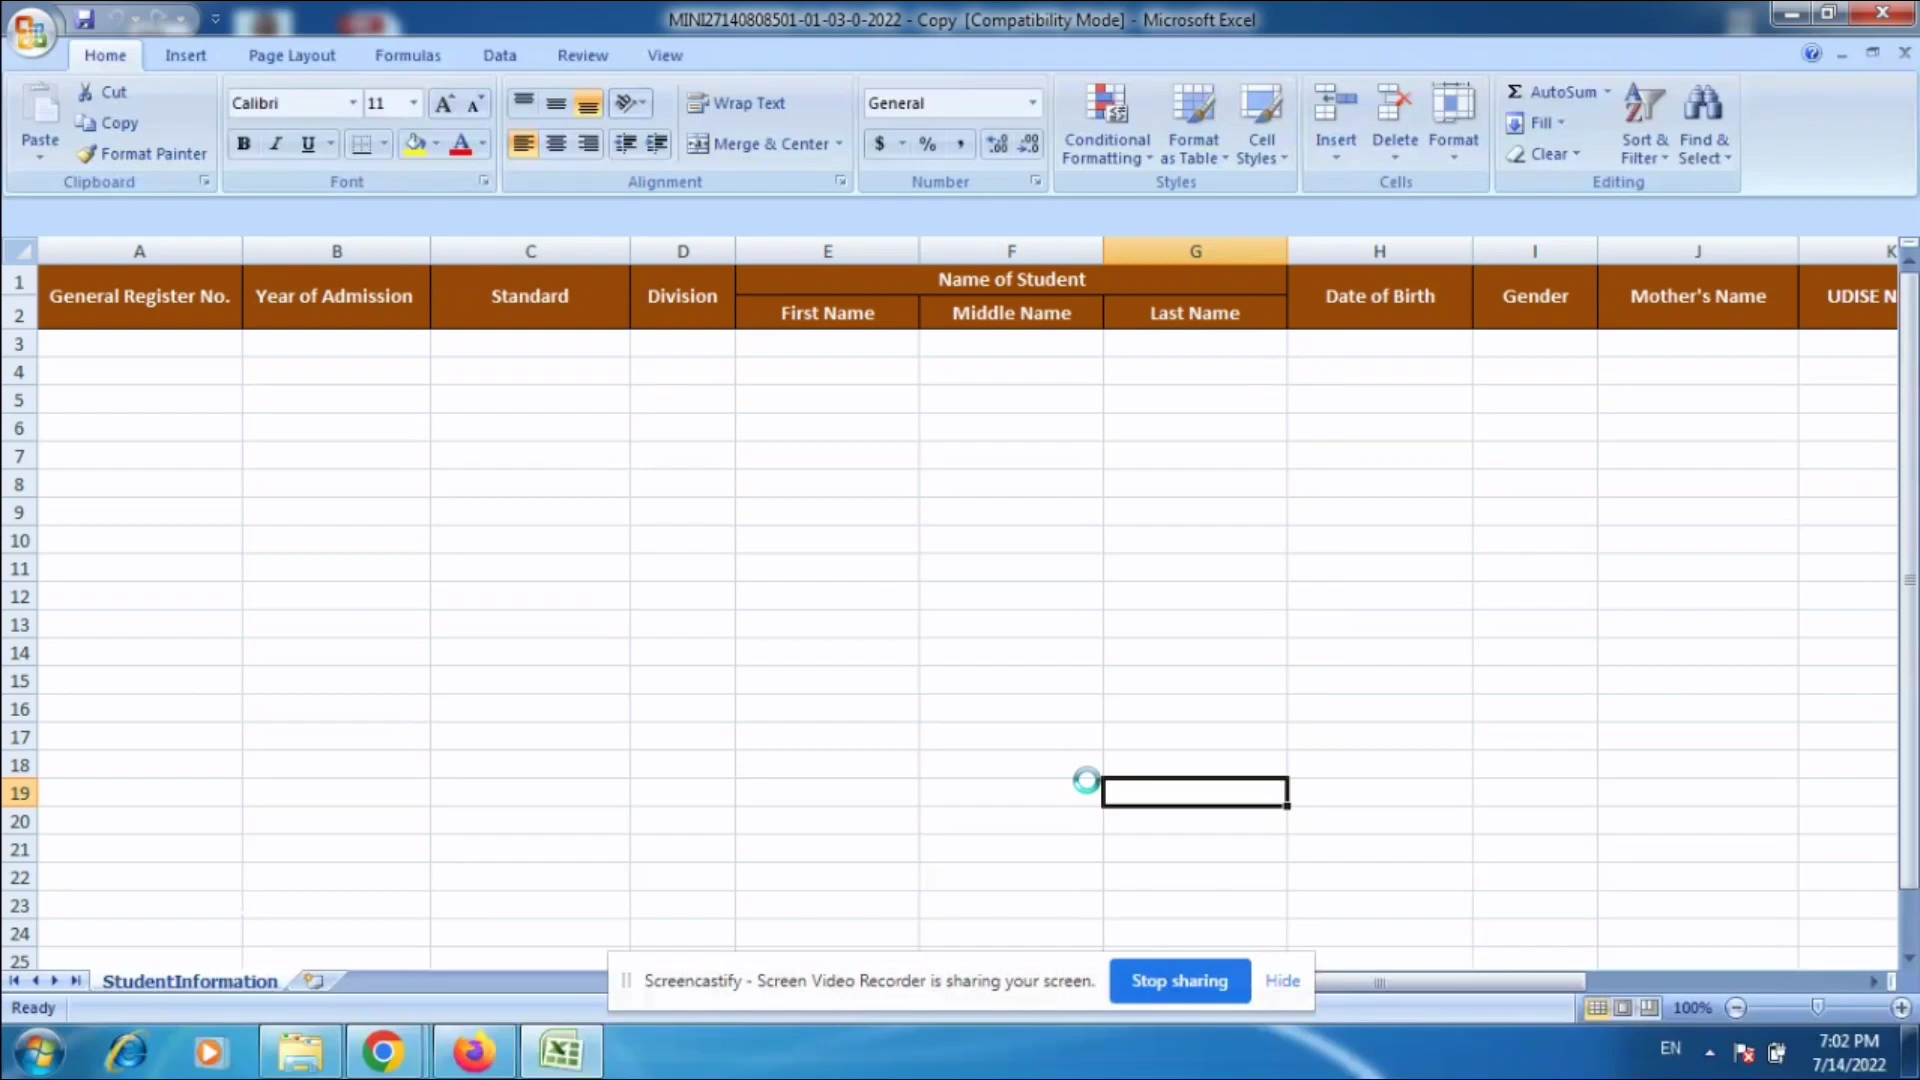 MINI27140808501-01-03-0-2022 - Copy [Compatibility Mode] - Microsoft Excel
Home Insert Page Layout Formulas Data Review View
Paste Cut Copy Format Painter
Clipboard
Calibri 11
B I U A
Font
Wrap Text
Merge & Center
Alignment
General
$ % , .00 .00
Number
Conditional Formatting
Format as Table
Cell Styles
Styles
Insert Delete Format
Cells
Σ AutoSum
Fill
Clear
Sort & Filter
Find & Select
Editing
A B C D E F G H I J K
1 General Register No. Year of Admission Standard Division Name of Student Date of Birth Gender Mother's Name UDISE N
2 First Name Middle Name Last Name
3
4
5
6
7
8
9
10
11
12
13
14
15
16
17
18
19
20
21
22
23
24
25
StudentInformation
Screencastify - Screen Video Recorder is sharing your screen. Stop sharing Hide
Ready 100%
EN 7:02 PM
7/14/2022